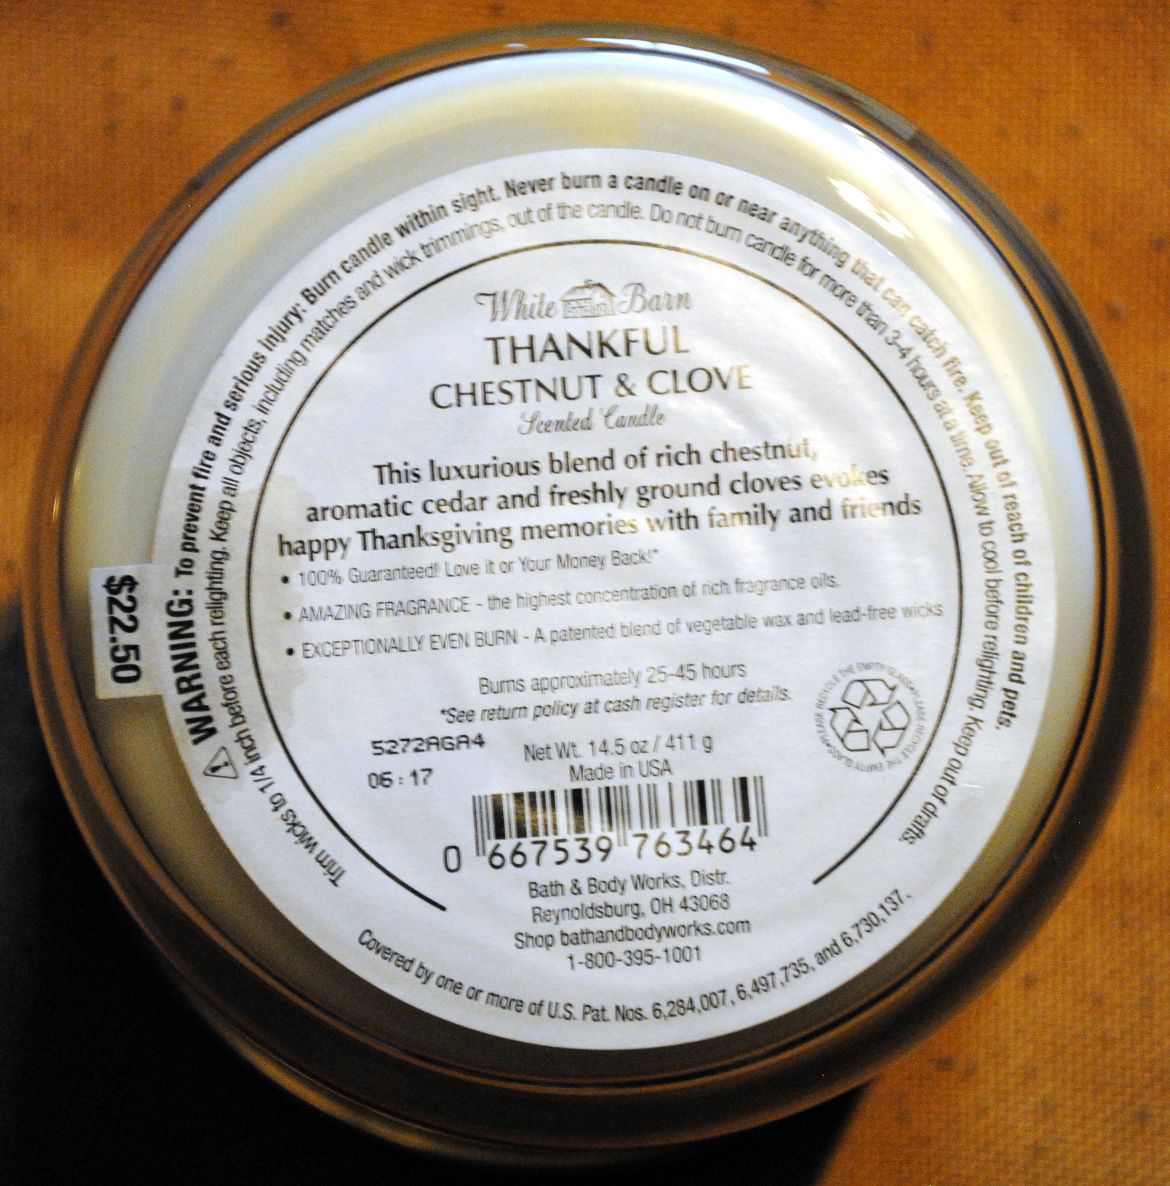 WARNING: To prevent fire and serious injury: Burn candle within sight. Never burn a candle on or near anything that can catch fire. Keep out of reach of children and pets.
Trim wicks to 1/4 inch before each relighting. Keep all objects, including matches and wick trimmings, out of the candle. Do not burn candle for more than 3-4 hours at a time. Allow to cool before relighting. Keep out of drafts.
White Barn
THANKFUL
CHESTNUT & CLOVE
Scented Candle
This luxurious blend of rich chestnut,
aromatic cedar and freshly ground cloves evokes
happy Thanksgiving memories with family and friends
• 100% Guaranteed! Love it or Your Money Back!*
• AMAZING FRAGRANCE - the highest concentration of rich fragrance oils.
• EXCEPTIONALLY EVEN BURN - A patented blend of vegetable wax and lead-free wicks
$22.50
Burns approximately 25-45 hours
*See return policy at cash register for details.
PLEASE RECYCLE THE EMPTY GLASS • PLEASE RECYCLE THE EMPTY GLASS •
5272AGA4
06:17
Net Wt. 14.5 oz / 411 g
Made in USA
0 667539 763464
Bath & Body Works, Distr.
Reynoldsburg, OH 43068
Shop bathandbodyworks.com
1-800-395-1001
Covered by one or more of U.S. Pat. Nos. 6,284,007, 6,497,735, and 6,730,137.